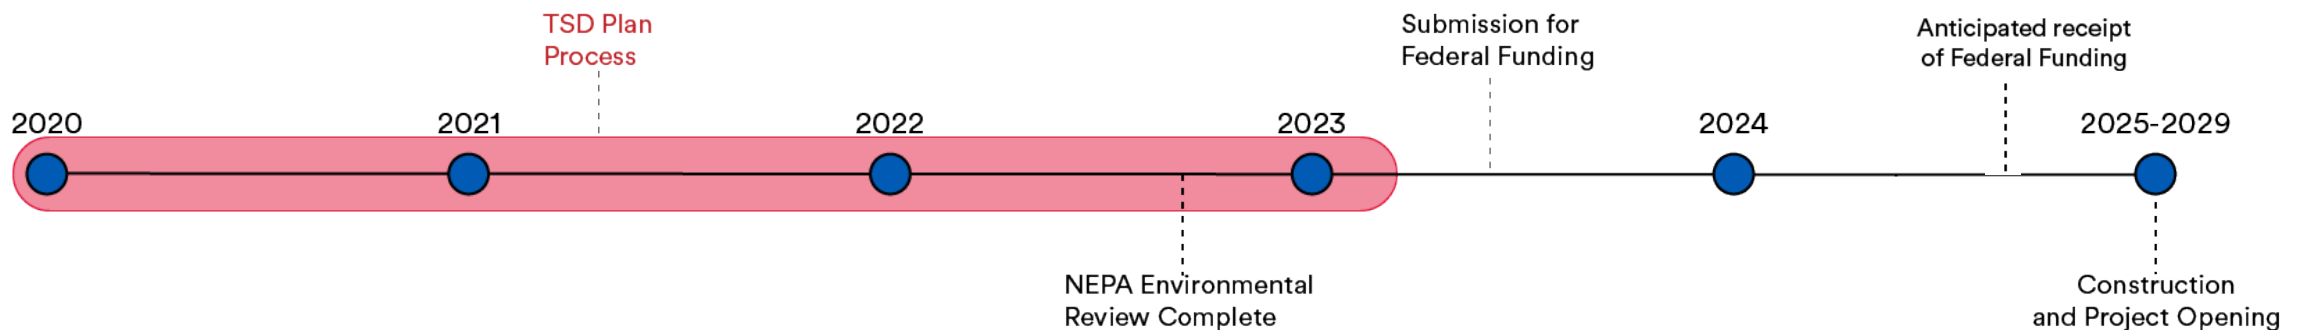 TSD Plan
Process
Submission for
Federal Funding
Anticipated receipt
of Federal Funding
2020
2021
2022
2023
2024
2025-2029
NEPA Environmental
Review Complete
Construction
and Project Opening